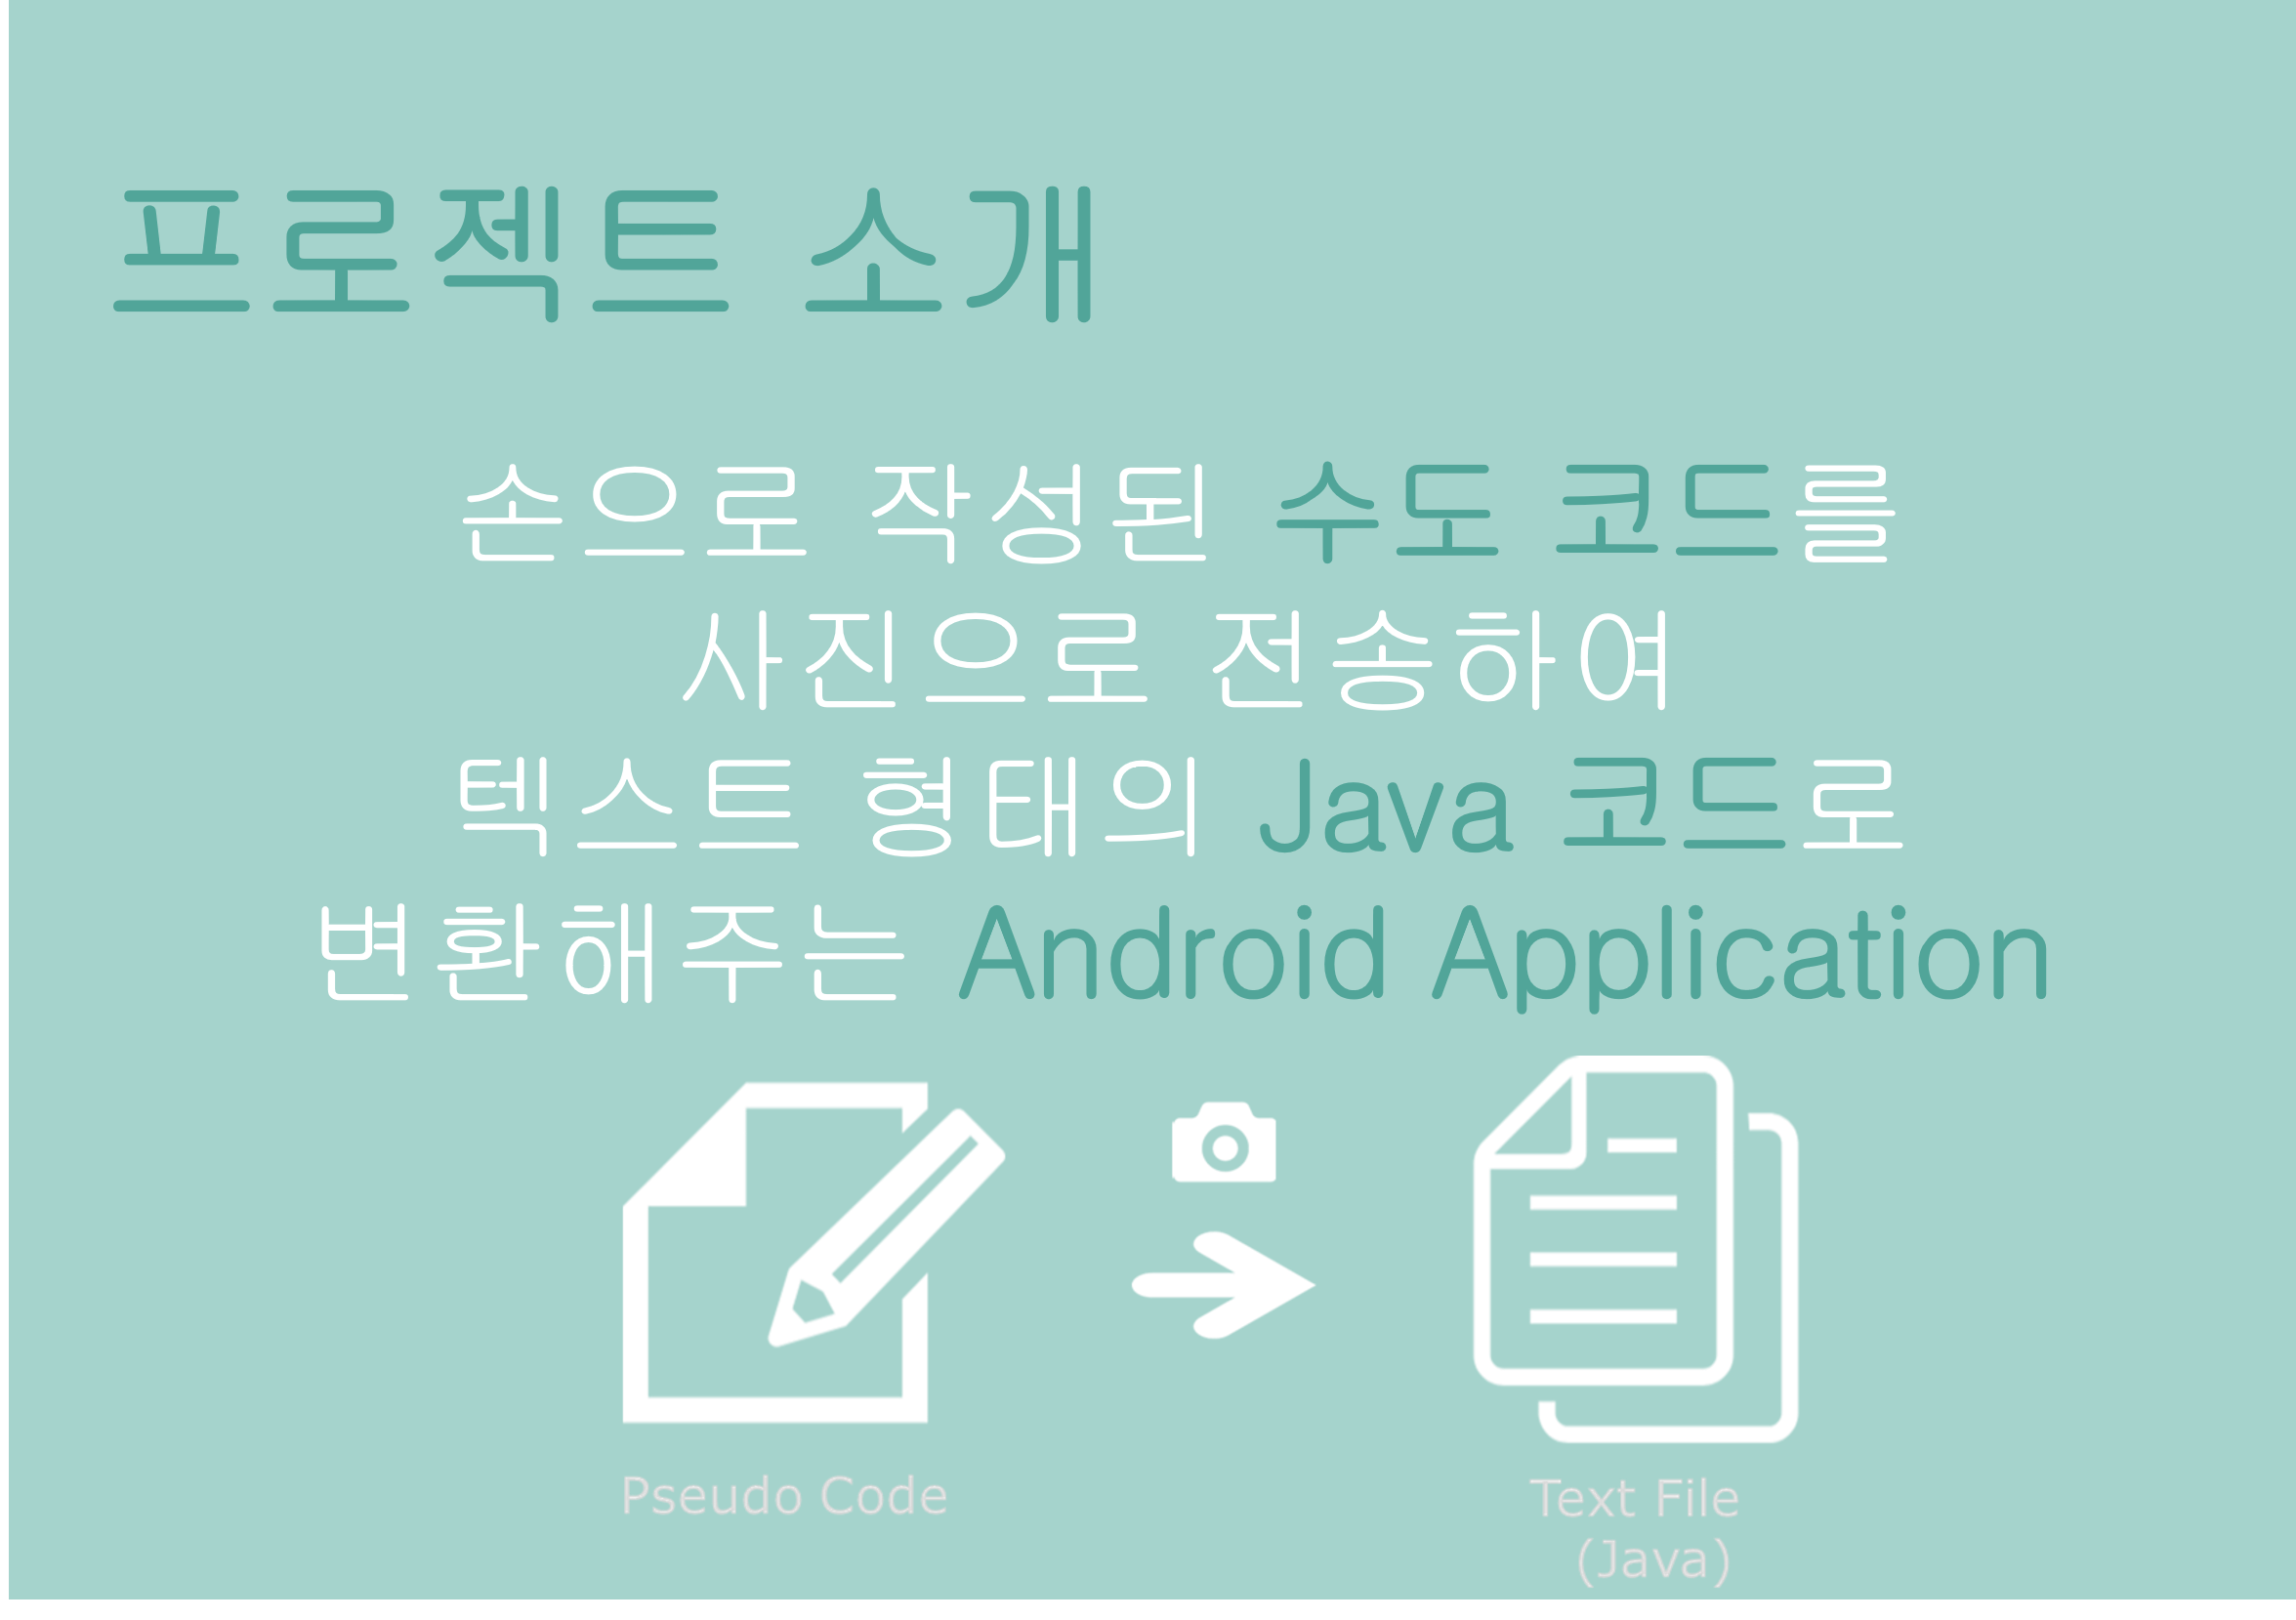 프로젝트 소개
손으로 작성된 수도 코드를
사진으로 전송하여
텍스트 형태의 Java 코드로
변환해주는 Android Application
Pseudo Code
Text File
(Java)